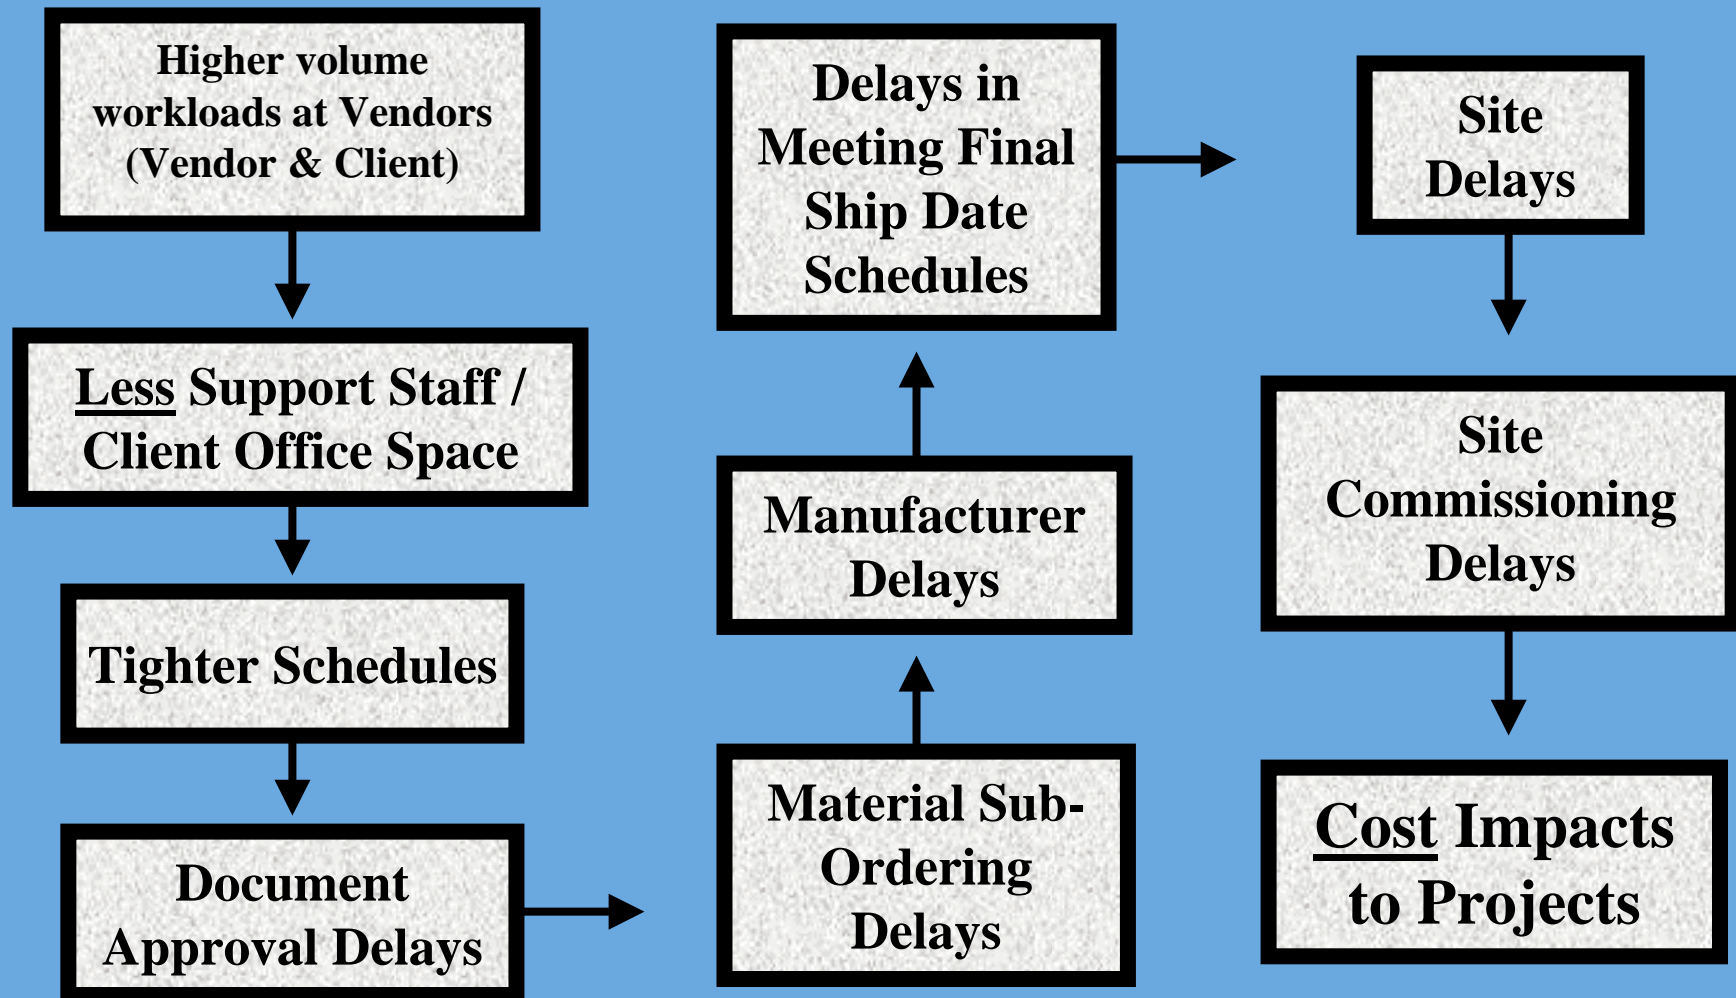 Higher volume
workloads at Vendors
(Vendor & Client)
Less Support Staff /
Client Office Space
Tighter Schedules
Document
Approval Delays
Material Sub-
Ordering
Delays
Manufacturer
Delays
Delays in
Meeting Final
Ship Date
Schedules
Site
Delays
Site
Commissioning
Delays
Cost Impacts
to Projects